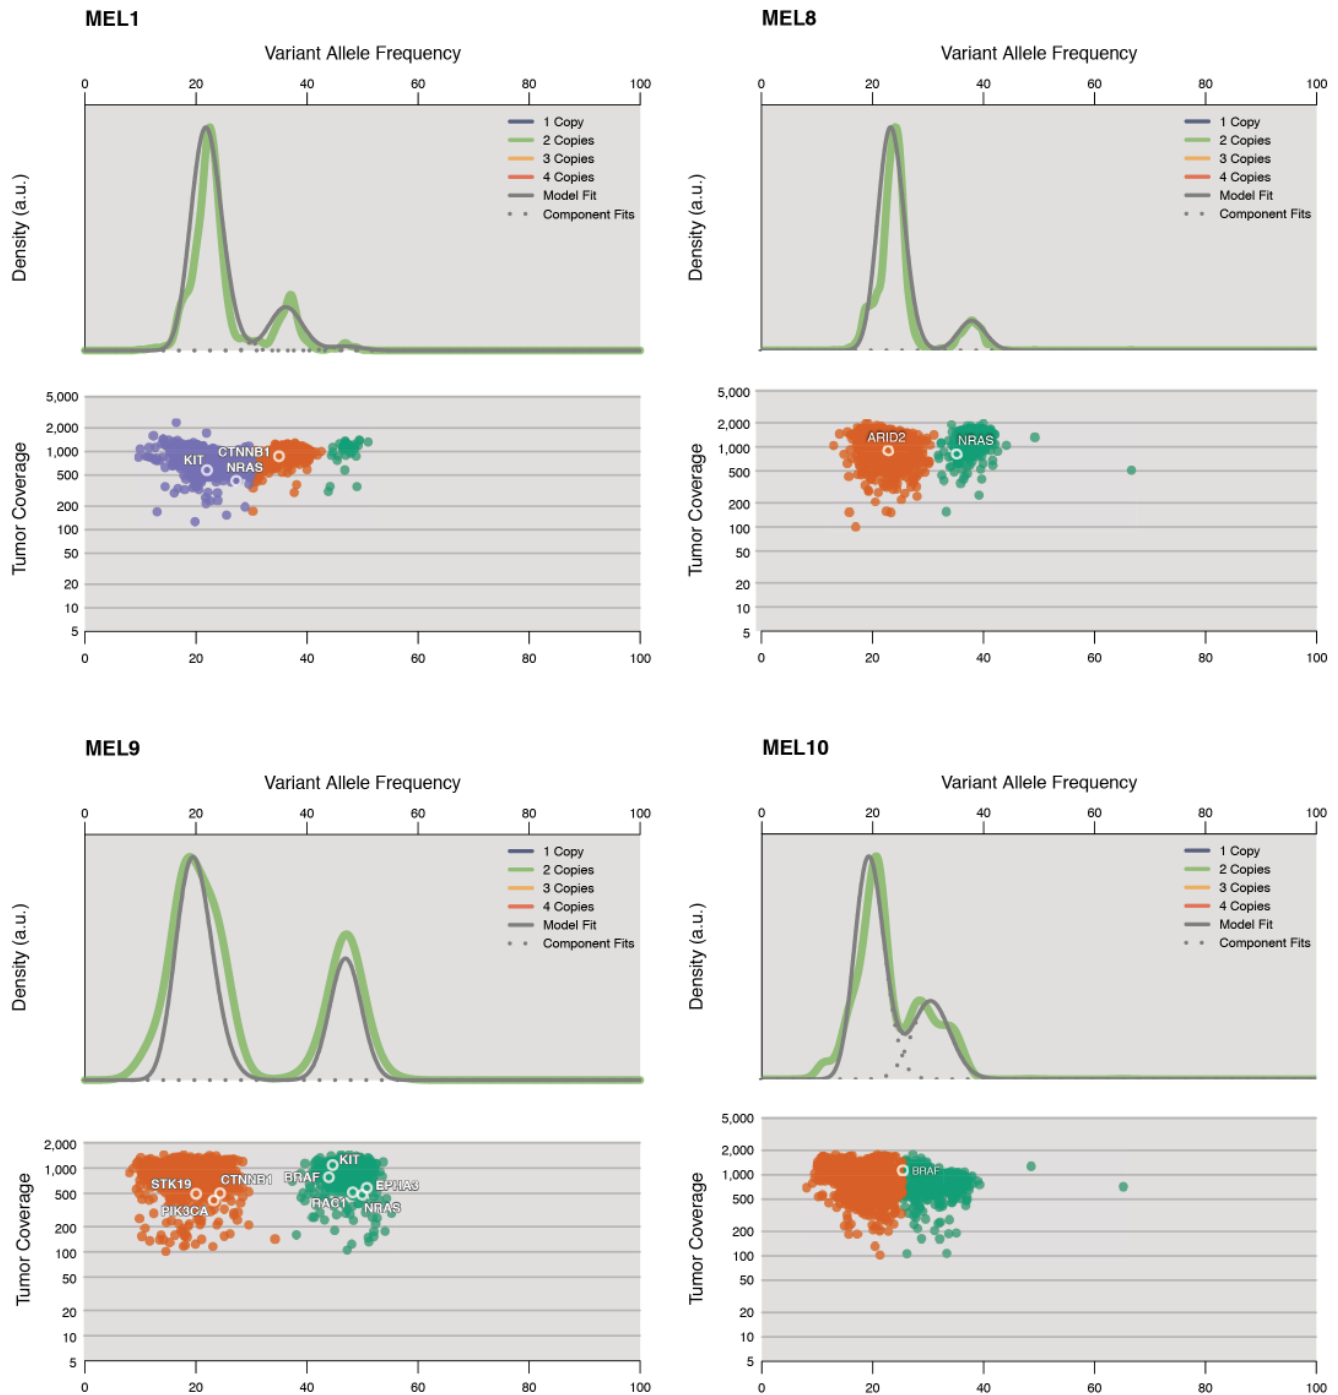 MEL1
Variant Allele Frequency
0 20 40 60 80 100
Density (a.u.)
1 Copy
2 Copies
3 Copies
4 Copies
Model Fit
Component Fits
Tumor Coverage
5,000
2,000
1,000
500
200
100
50
20
10
5
KIT
CTNNB1
NRAS
0 20 40 60 80 100
MEL8
Variant Allele Frequency
0 20 40 60 80 100
Density (a.u.)
1 Copy
2 Copies
3 Copies
4 Copies
Model Fit
Component Fits
Tumor Coverage
5,000
2,000
1,000
500
200
100
50
20
10
5
ARID2
NRAS
0 20 40 60 80 100
MEL9
Variant Allele Frequency
0 20 40 60 80 100
Density (a.u.)
1 Copy
2 Copies
3 Copies
4 Copies
Model Fit
Component Fits
Tumor Coverage
2,000
1,000
500
200
100
50
20
10
5
STK19
CTNNB1
PIK3CA
KIT
BRAF
EPHA3
RAC1
NRAS
0 20 40 60 80 100
MEL10
Variant Allele Frequency
0 20 40 60 80 100
Density (a.u.)
1 Copy
2 Copies
3 Copies
4 Copies
Model Fit
Component Fits
Tumor Coverage
5,000
2,000
1,000
500
200
100
50
20
10
5
BRAF
0 20 40 60 80 100